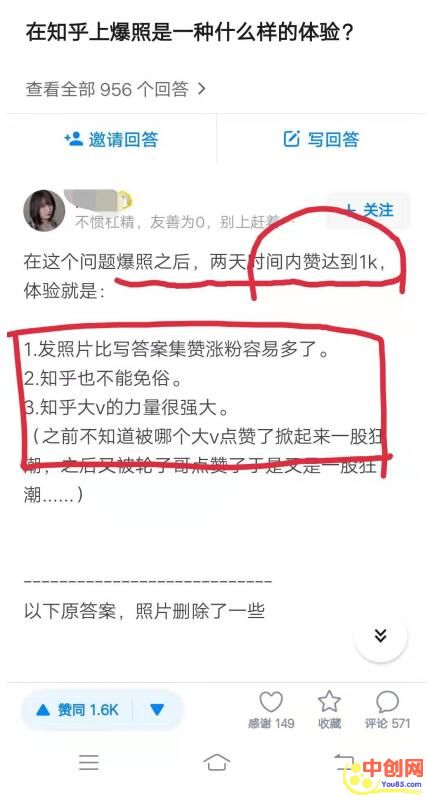 在知乎上爆照是一种什么样的体验？
查看全部 956 个回答 >
邀请回答
写回答
不惯杠精，友善为0，别上赶着
+ 关注
在这个问题爆照之后，两天时间内赞达到1k，
体验就是：
1.发照片比写答案集赞涨粉容易多了。
2.知乎也不能免俗。
3.知乎大v的力量很强大。
（之前不知道被哪个大v点赞了掀起来一股狂
潮，之后又被轮子哥点赞了于是又是一股狂
潮......）
----------------------------
以下原答案，照片删除了一些
赞同 1.6K
感谢 149
收藏
评论 571
中创网
You85.com